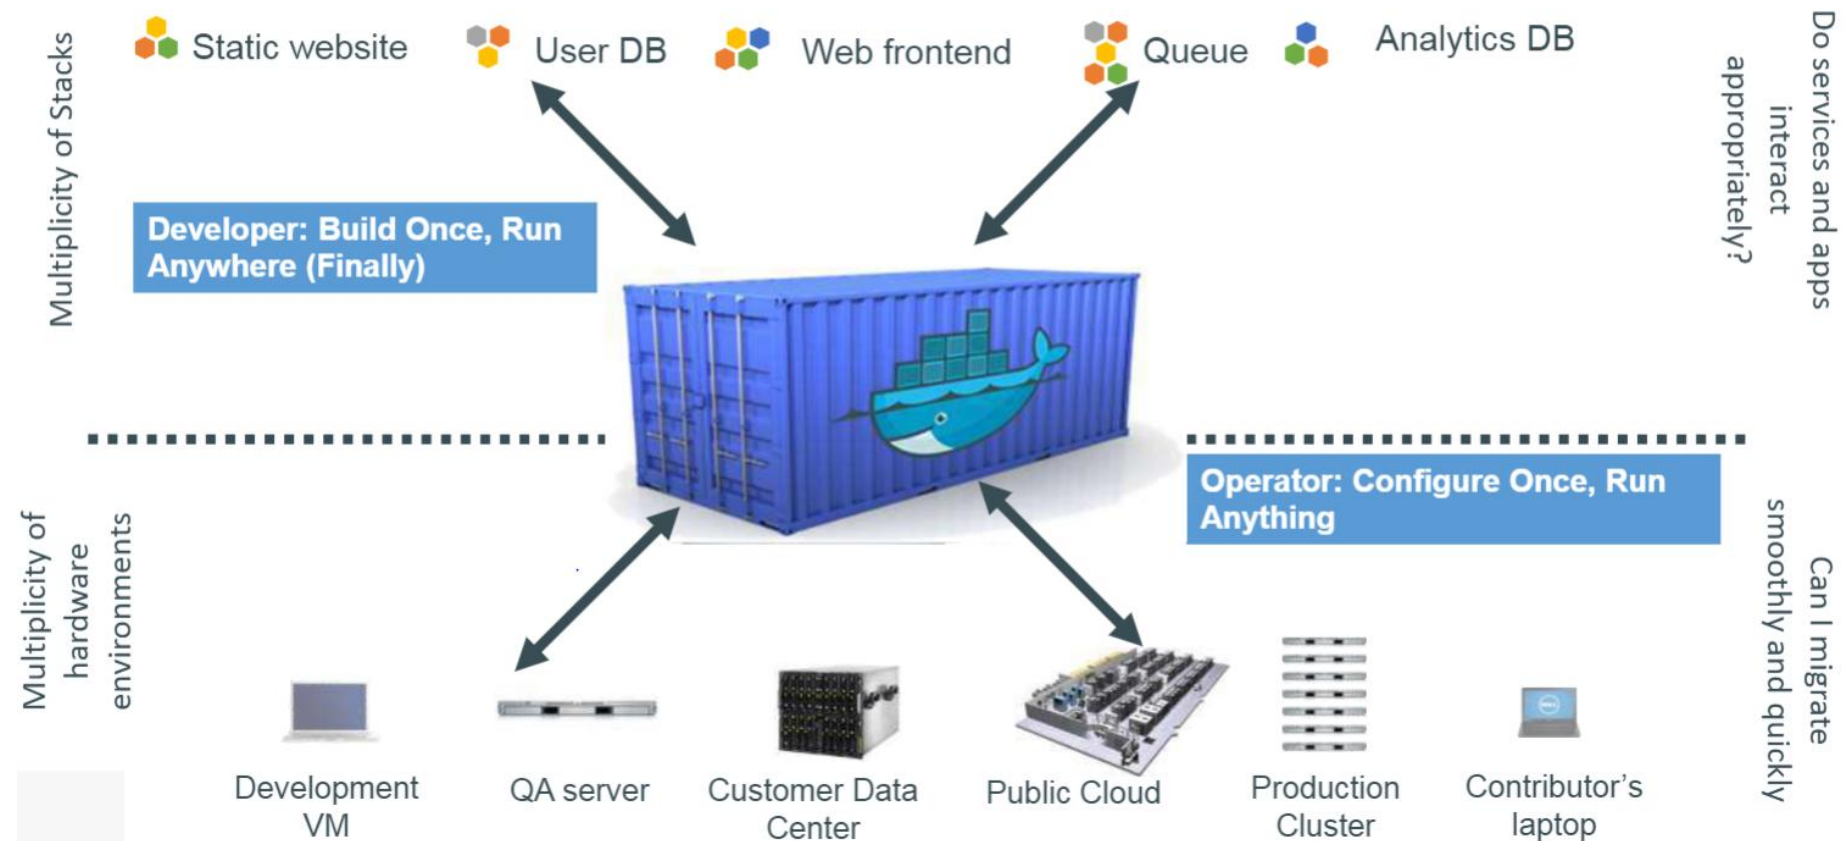 Static website
User DB
Web frontend
Queue
Analytics DB
Multiplicity of Stacks
Do services and apps
interact
appropriately?
Developer: Build Once, Run
Anywhere (Finally)
Operator: Configure Once, Run
Anything
Multiplicity of
hardware
environments
Can I migrate
smoothly and quickly
Development
VM
QA server
Customer Data
Center
Public Cloud
Production
Cluster
Contributor’s
laptop